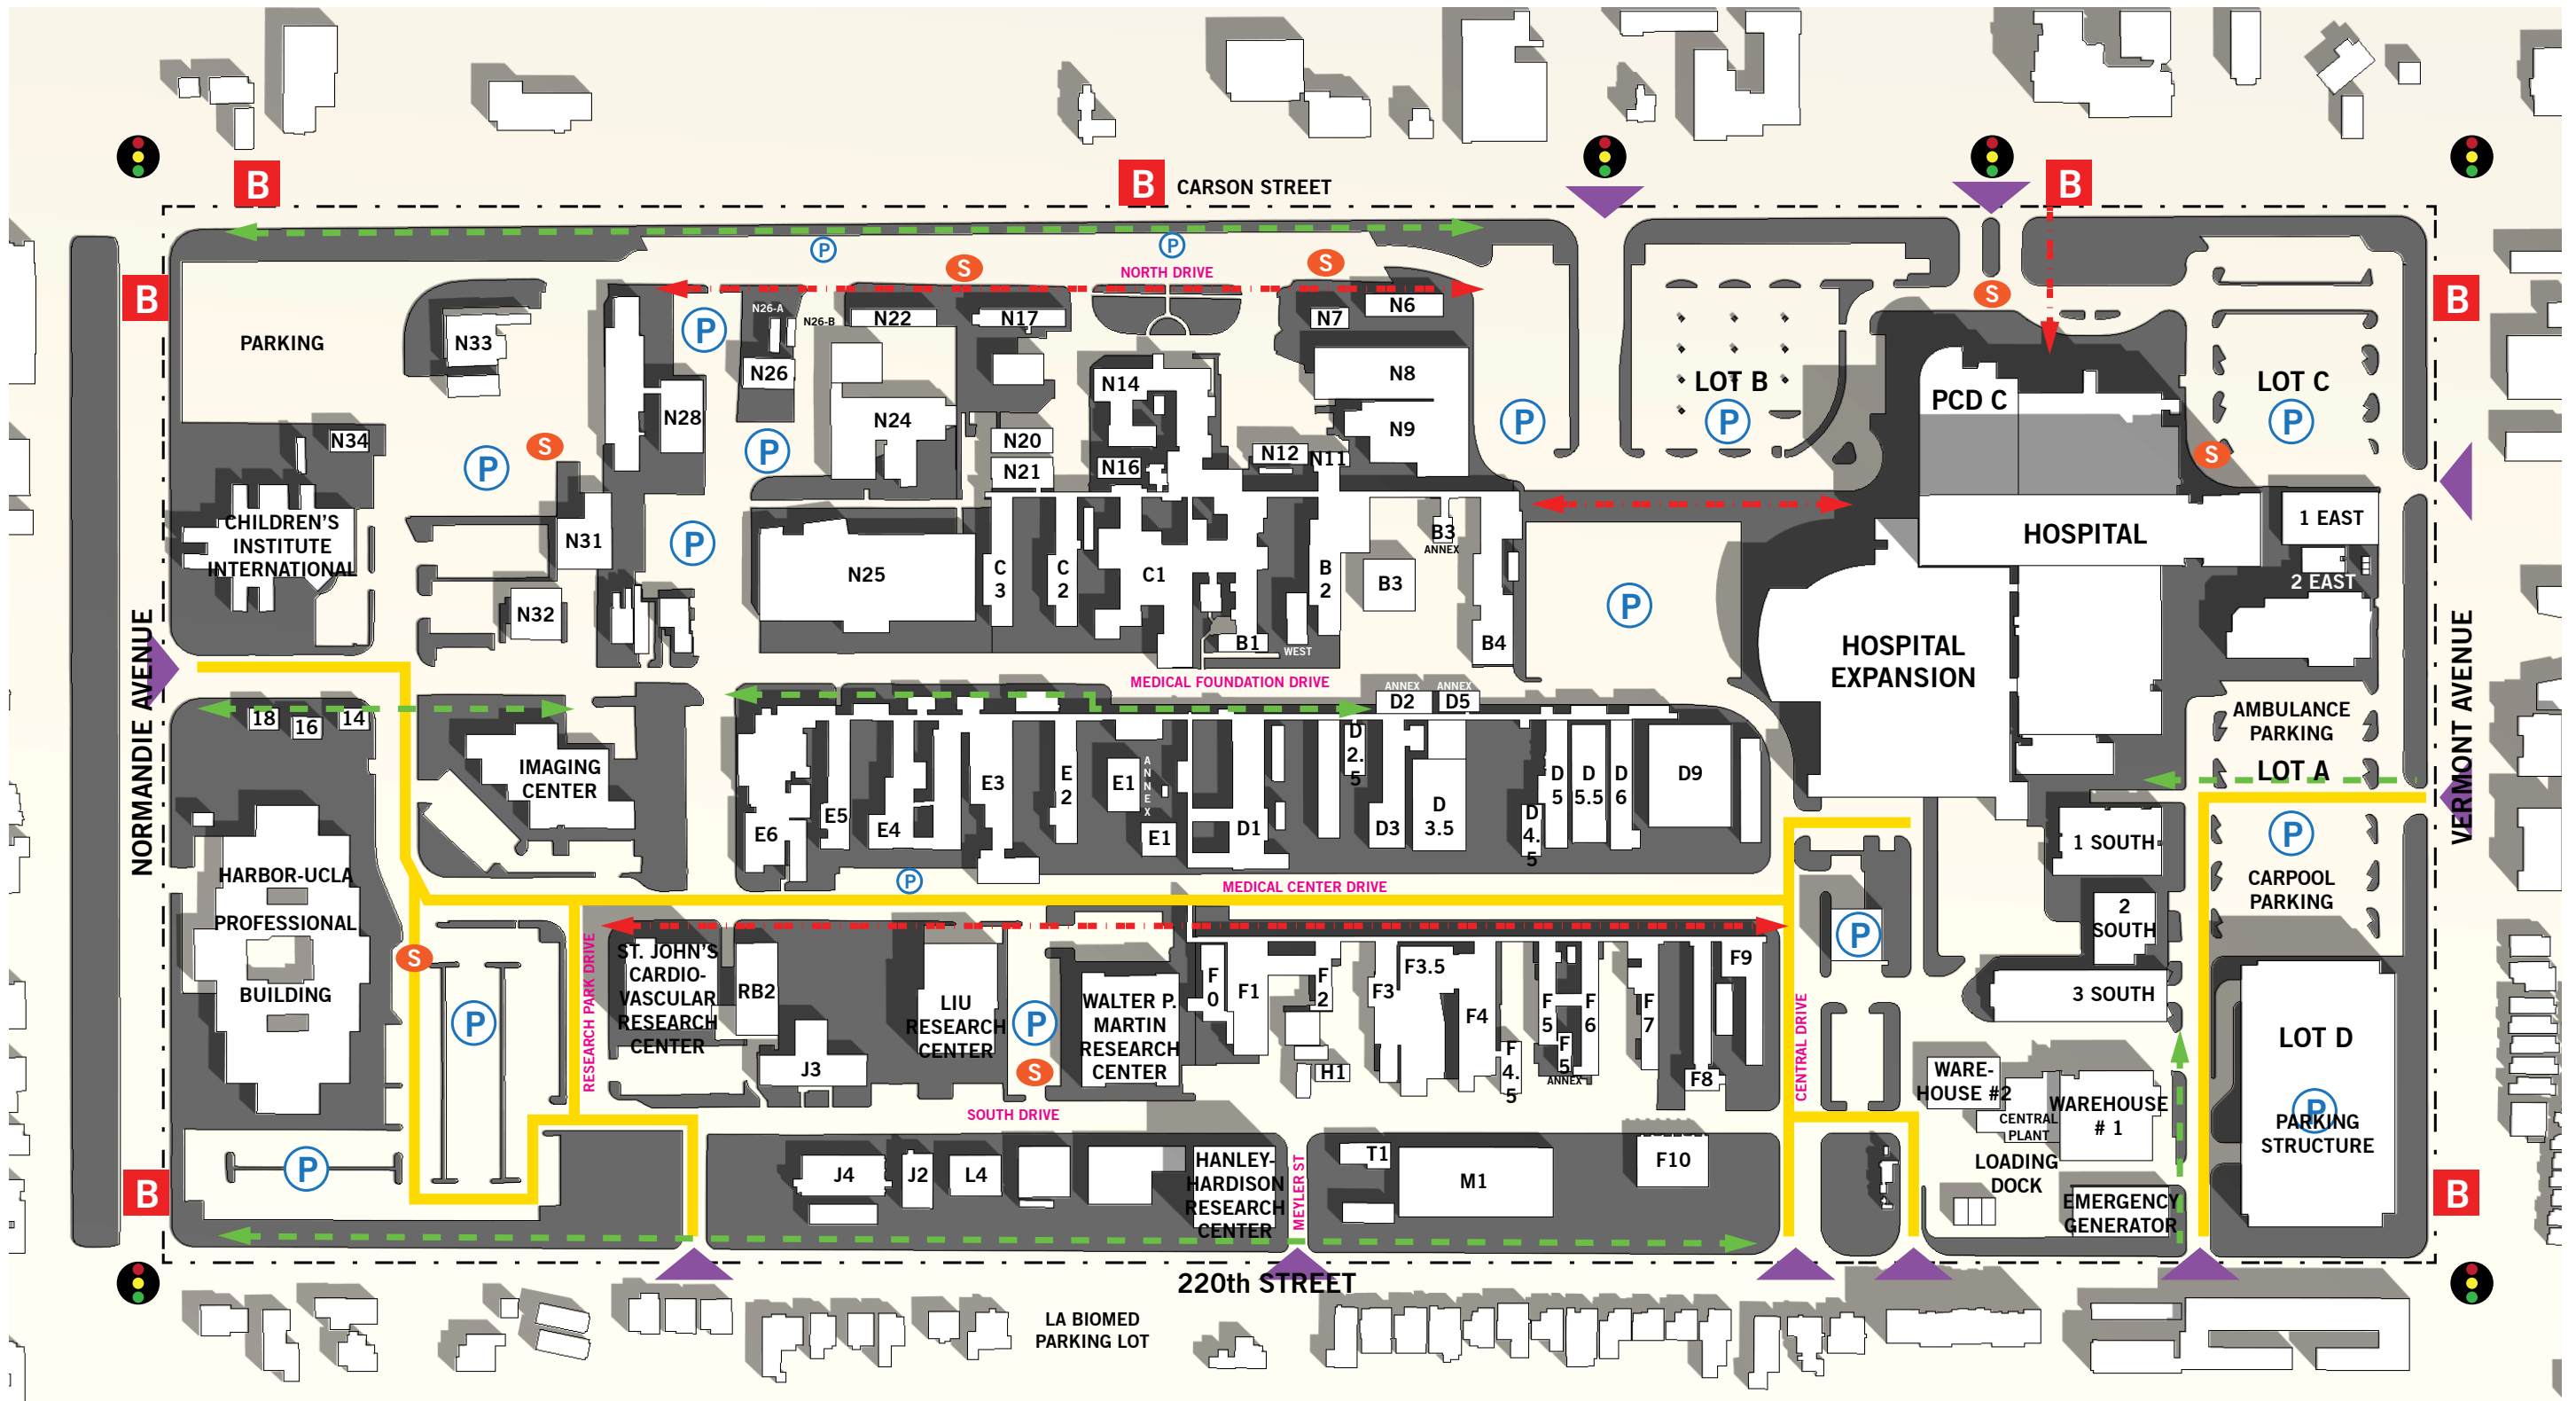 B
B
CARSON STREET
B
B
P
P
S
S
NORTH DRIVE
S
B
N26-A
N26-B
N22
N17
N7
N6
PARKING
N33
P
N26
N14
N8
LOT B
PCD C
LOT C
N28
N24
N9
P
P
P
N34
P
S
P
N20
N21
N16
N12
N11
S
CHILDREN'S
INSTITUTE
INTERNATIONAL
N31
P
N25
C
3
C
2
C1
B
2
B3
ANNEX
B3
P
HOSPITAL
1 EAST
2 EAST
N32
B1
WEST
B4
HOSPITAL
EXPANSION
NORMANDIE AVENUE
VERMONT AVENUE
MEDICAL FOUNDATION DRIVE
ANNEX
D2
ANNEX
D5
18
16
14
AMBULANCE
PARKING
LOT A
IMAGING
CENTER
E6
E5
E4
E3
E
2
E1
ANNEX
E1
D1
D
2.
5
D3
D
3.5
D
4.
5
D
5
D
5.5
D
6
D9
P
1 SOUTH
CARPOOL
PARKING
P
MEDICAL CENTER DRIVE
2
SOUTH
HARBOR-UCLA
PROFESSIONAL
BUILDING
S
P
RESEARCH PARK DRIVE
ST. JOHN'S
CARDIO-
VASCULAR
RESEARCH
CENTER
RB2
J3
LIU
RESEARCH
CENTER
P
S
WALTER P.
MARTIN
RESEARCH
CENTER
F
0
F1
F
2
H1
F3
F3.5
F4
F
4.
5
F
5
F
5
ANNEX
F
6
F
7
F8
F9
CENTRAL DRIVE
P
3 SOUTH
LOT D
P
PARKING
STRUCTURE
WARE-
HOUSE #2
CENTRAL
PLANT
WAREHOUSE
# 1
LOADING
DOCK
EMERGENCY
GENERATOR
SOUTH DRIVE
B
P
J4
J2
L4
HANLEY-
HARDISON
RESEARCH
CENTER
MEYLER ST
T1
M1
F10
B
220th STREET
LA BIOMED
PARKING LOT